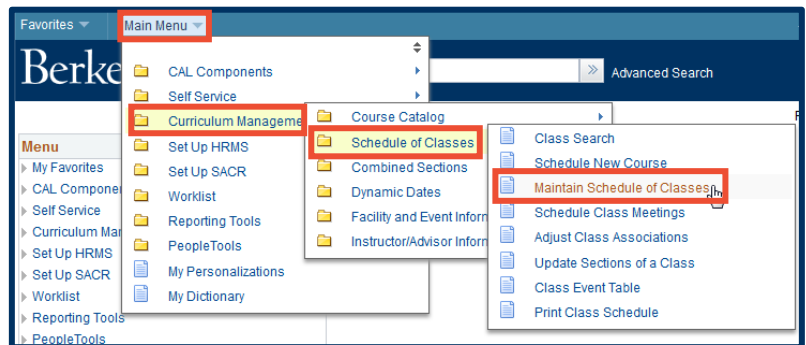 Favorites Main Menu
Berke
Advanced Search
CAL Components
Self Service
Curriculum Manageme
Set Up HRMS
Set Up SACR
Worklist
Reporting Tools
PeopleTools
My Personalizations
My Dictionary
Course Catalog
Schedule of Classes
Combined Sections
Dynamic Dates
Facility and Event Inforn
Instructor/Advisor Inforn
Class Search
Schedule New Course
Maintain Schedule of Classes
Schedule Class Meetings
Adjust Class Associations
Update Sections of a Class
Class Event Table
Print Class Schedule
Menu
My Favorites
CAL Componen
Self Service
Curriculum Man
Set Up HRMS
Set Up SACR
Worklist
Reporting Tools
PeopleTools